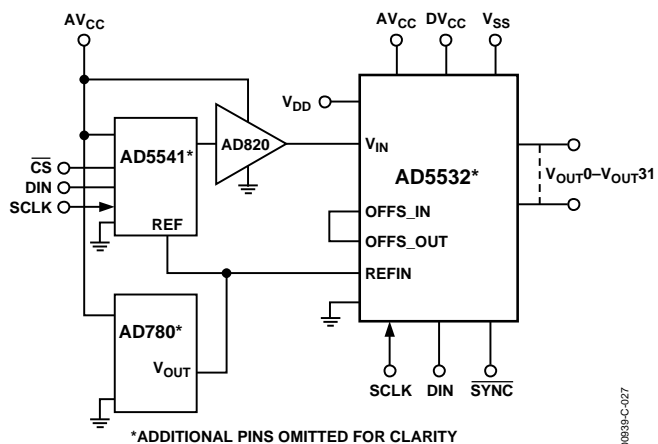 AVCC
AVCC
DVCC
VSS
VDD
AD820
VIN
AD5541*
CS
DIN
SCLK
REF
AD5532*
VOUT0–VOUT31
OFFS_IN
OFFS_OUT
REFIN
AD780*
VOUT
SCLK
DIN
SYNC
*ADDITIONAL PINS OMITTED FOR CLARITY
00939-C-027